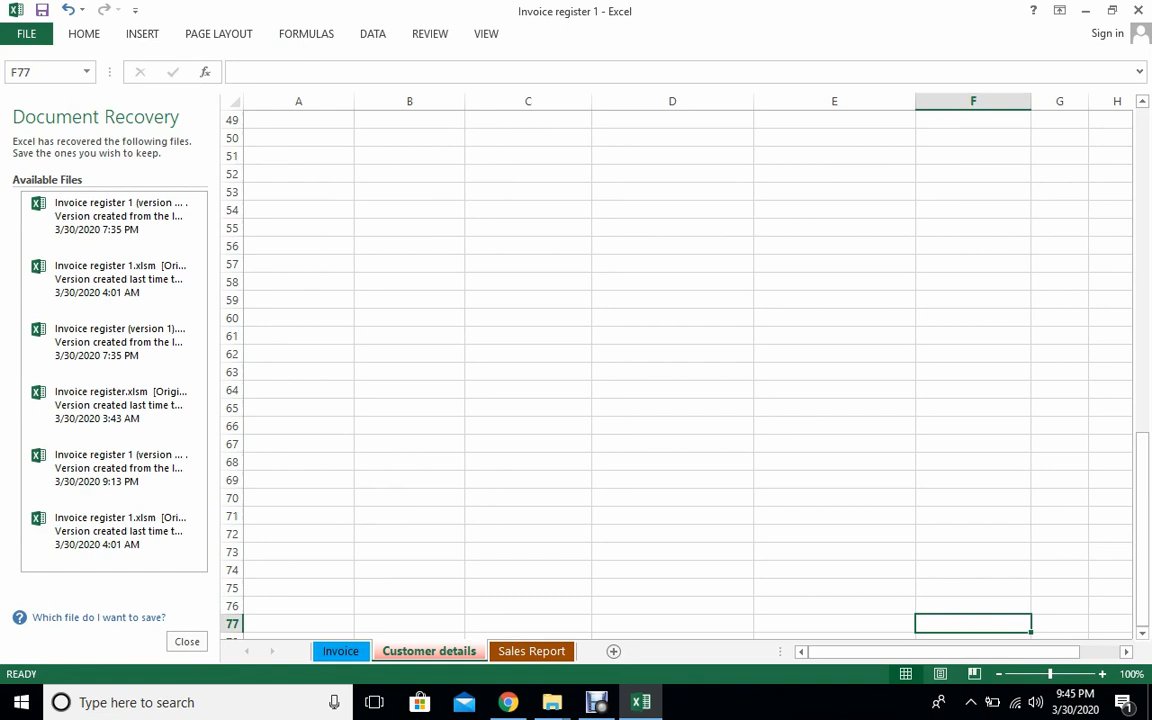 Invoice register 1 - Excel
?
FILE HOME INSERT PAGE LAYOUT FORMULAS DATA REVIEW VIEW
Sign in
F77
fx
Document Recovery
Excel has recovered the following files.
Save the ones you wish to keep.
Available Files
Invoice register 1 (version ... .
Version created from the l...
3/30/2020 7:35 PM
Invoice register 1.xlsm [Ori...
Version created last time t...
3/30/2020 4:01 AM
Invoice register (version 1)....
Version created from the l...
3/30/2020 7:35 PM
Invoice register.xlsm [Origi...
Version created last time t...
3/30/2020 3:43 AM
Invoice register 1 (version ... .
Version created from the l...
3/30/2020 9:13 PM
Invoice register 1.xlsm [Ori...
Version created last time t...
3/30/2020 4:01 AM
? Which file do I want to save?
Close
A B C D E F G H
49
50
51
52
53
54
55
56
57
58
59
60
61
62
63
64
65
66
67
68
69
70
71
72
73
74
75
76
77
Invoice Customer details Sales Report
READY
100%
Type here to search
9:45 PM
3/30/2020
1